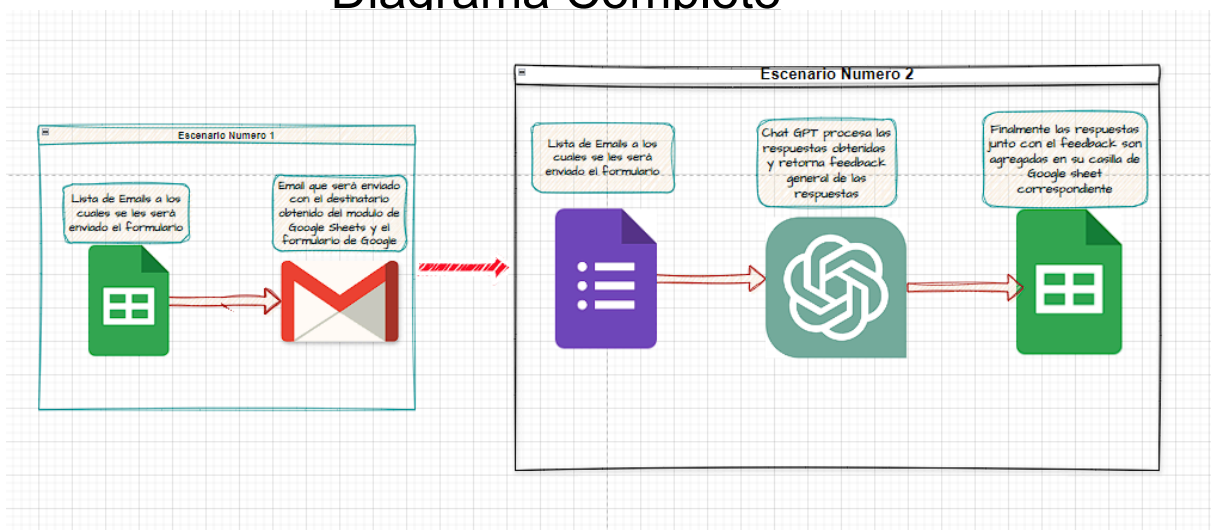 Diagrama Completo
Escenario Numero 1
Lista de Emails a los
cuales se les será
enviado el formulario
Email que será enviado
con el destinatario
obtenido del modulo de
Google Sheets y el
formulario de Google
Escenario Numero 2
Lista de Emails a los
cuales se les será
enviado el formulario
Chat GPT procesa las
respuestas obtenidas
y retorna feedback
general de las
respuestas
Finalmente las respuestas
junto con el feedback son
agregadas en su casilla de
Google sheet
correspondiente